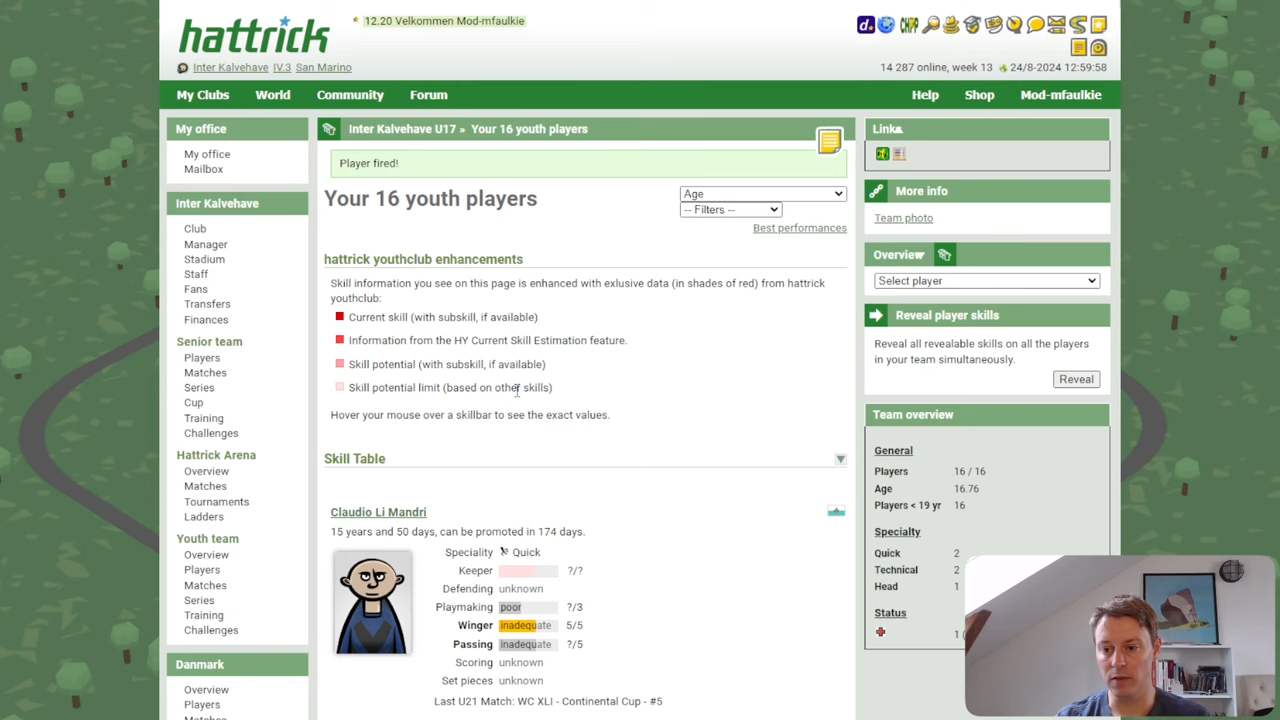 hattrick
12.20 Velkommen Mod-mfaulkie
CHPP
Inter Kalvehave IV.3 San Marino
14 287 online, week 13 24/8-2024 12:59:58
My Clubs World Community Forum Help Shop Mod-mfaulkie
My office
My office
Mailbox
Inter Kalvehave
Club
Manager
Stadium
Staff
Fans
Transfers
Finances
Senior team
Players
Matches
Series
Cup
Training
Challenges
Hattrick Arena
Overview
Matches
Tournaments
Ladders
Youth team
Overview
Players
Matches
Series
Training
Challenges
Danmark
Overview
Players
Inter Kalvehave U17 » Your 16 youth players
Player fired!
Your 16 youth players
Age
-- Filters --
Best performances
hattrick youthclub enhancements
Skill information you see on this page is enhanced with exlusive data (in shades of red) from hattrick
youthclub:
Current skill (with subskill, if available)
Information from the HY Current Skill Estimation feature.
Skill potential (with subskill, if available)
Skill potential limit (based on other skills)
Hover your mouse over a skillbar to see the exact values.
Skill Table
Claudio Li Mandri
15 years and 50 days, can be promoted in 174 days.
Speciality Quick
Keeper ?/?
Defending unknown
Playmaking poor ?/3
Winger inadequate 5/5
Passing inadequate ?/5
Scoring unknown
Set pieces unknown
Last U21 Match: WC XLI - Continental Cup - #5
Links
More info
Team photo
Overview
Select player
Reveal player skills
Reveal all revealable skills on all the players
in your team simultaneously.
Reveal
Team overview
General
Players 16 / 16
Age 16.76
Players < 19 yr 16
Specialty
Quick 2
Technical 2
Head 1
Status